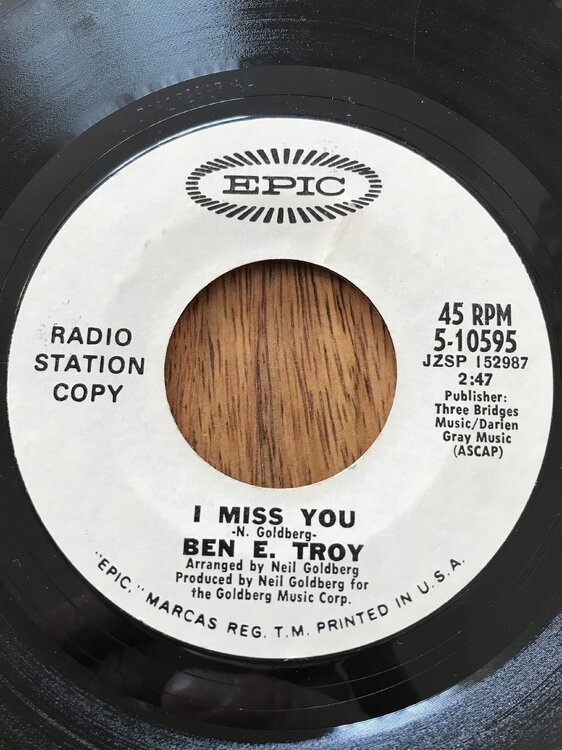 EPIC
RADIO
STATION
COPY
45 RPM
5-10595
JZSP 152987
2:47
Publisher:
Three Bridges
Music/Darien
Gray Music
(ASCAP)
I MISS YOU
-N. Goldberg-
BEN E. TROY
Arranged by Neil Goldberg
Produced by Neil Goldberg for
the Goldberg Music Corp.
"EPIC," MARCAS REG. T.M. PRINTED IN U.S.A.